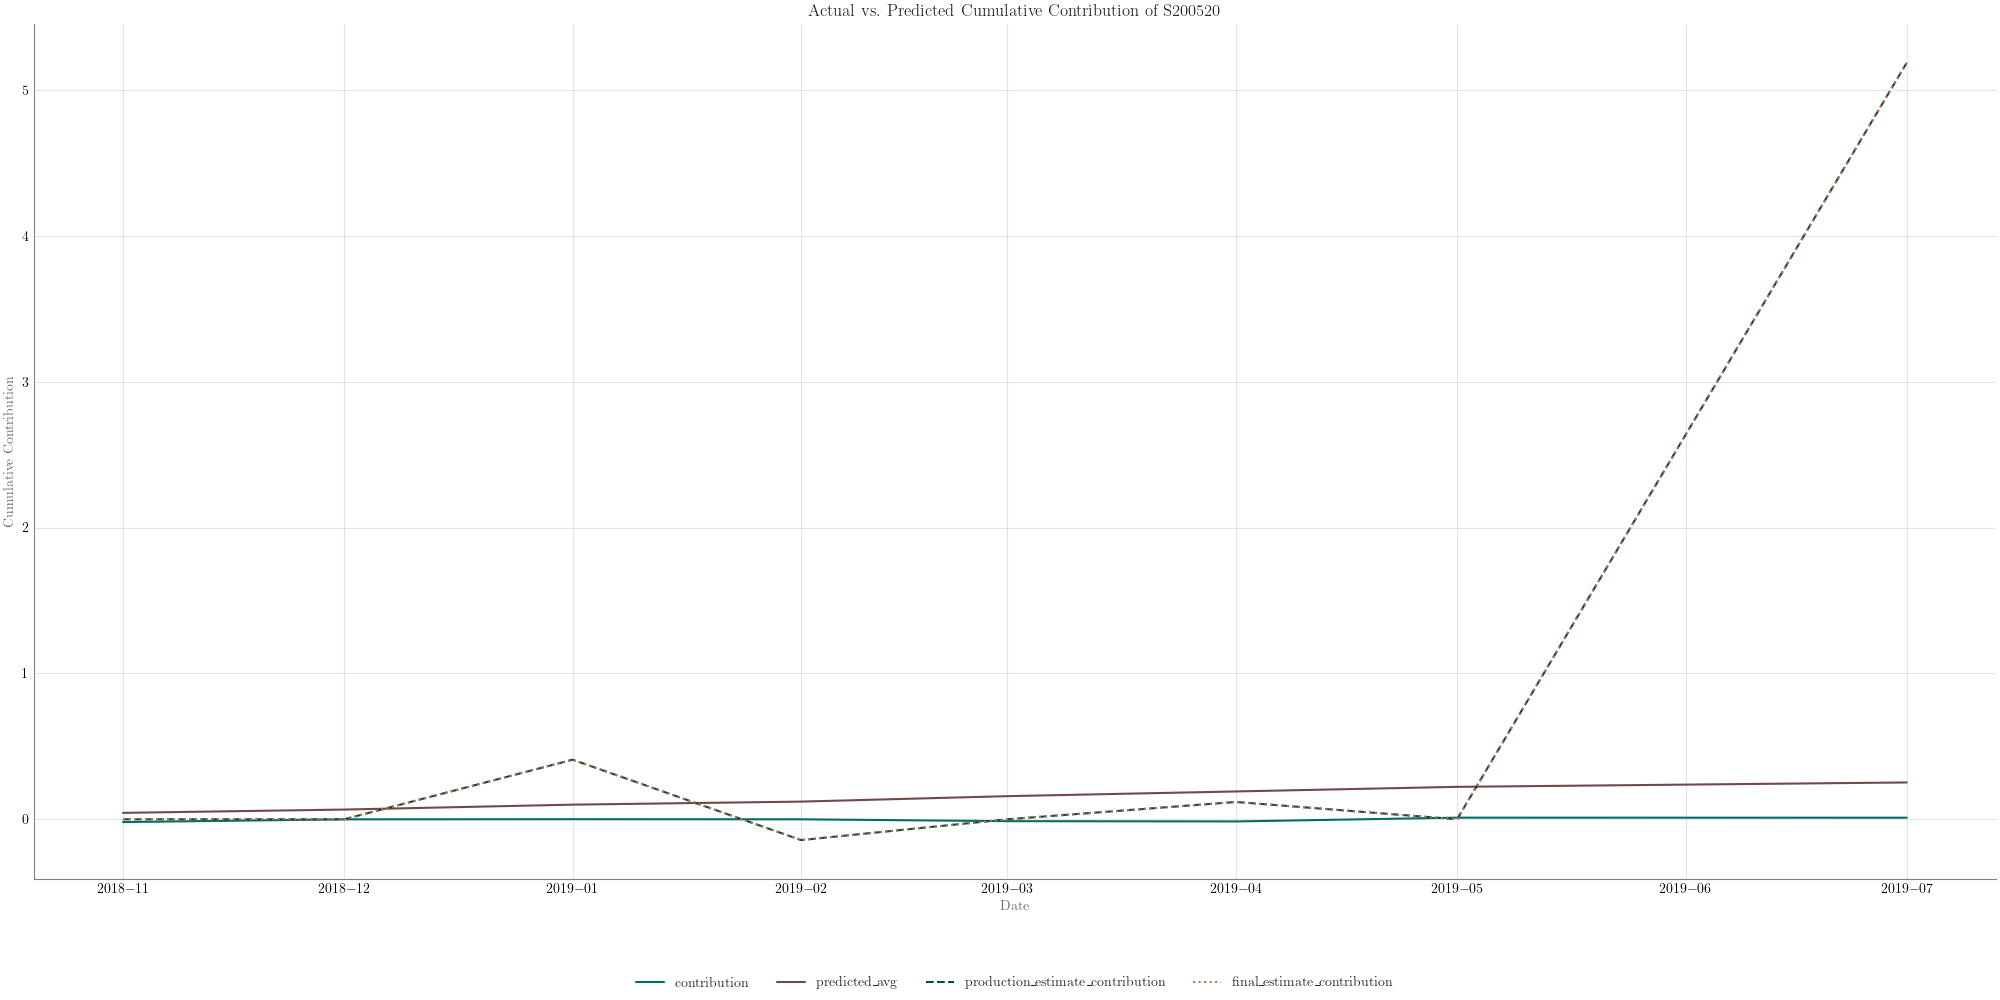 Actual vs. Predicted Cumulative Contribution of S200520
5
4
3
2
1
0
Cumulative Contribution
2018−11 2018−12 2019−01 2019−02 2019−03 2019−04 2019−05 2019−06 2019−07
Date
contribution predicted_avg production_estimate_contribution final_estimate_contribution